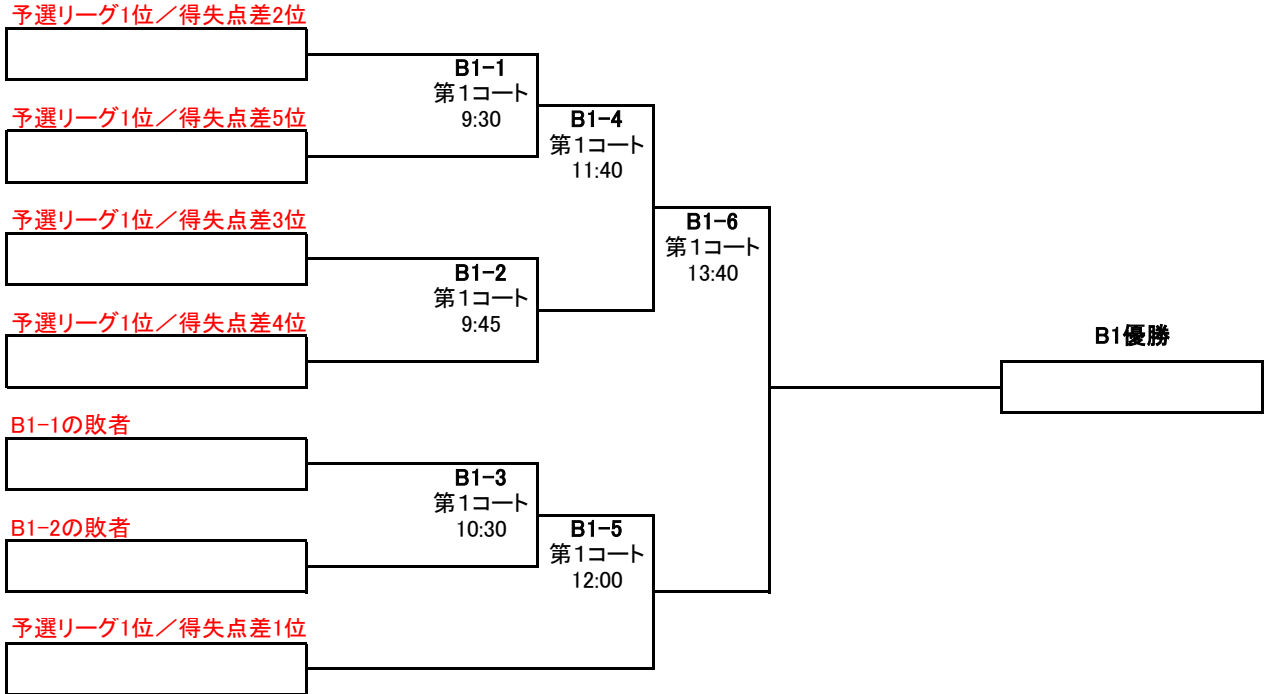 予選リーグ1位／得失点差2位
B1-1
第1コート
9:30
予選リーグ1位／得失点差5位
B1-4
第1コート
11:40
予選リーグ1位／得失点差3位
B1-2
第1コート
9:45
予選リーグ1位／得失点差4位
B1-6
第1コート
13:40
B1優勝
B1-1の敗者
B1-3
第1コート
10:30
B1-2の敗者
B1-5
第1コート
12:00
予選リーグ1位／得失点差1位